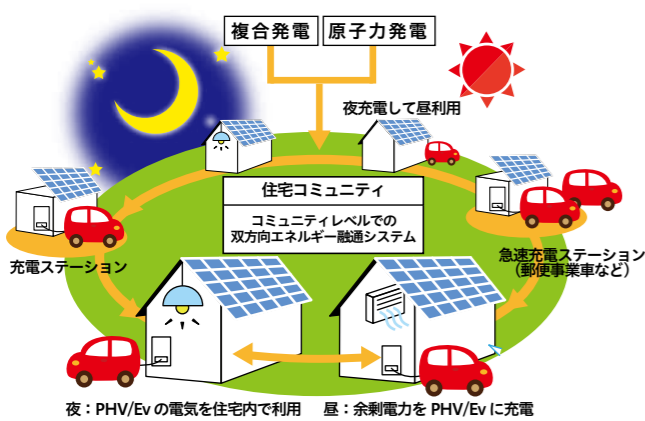 複合発電
原子力発電
夜充電して昼利用
住宅コミュニティ
コミュニティレベルでの
双方向エネルギー融通システム
充電ステーション
急速充電ステーション
（郵便事業車など）
夜：PHV/Evの電気を住宅内で利用
昼：余剰電力をPHV/Evに充電